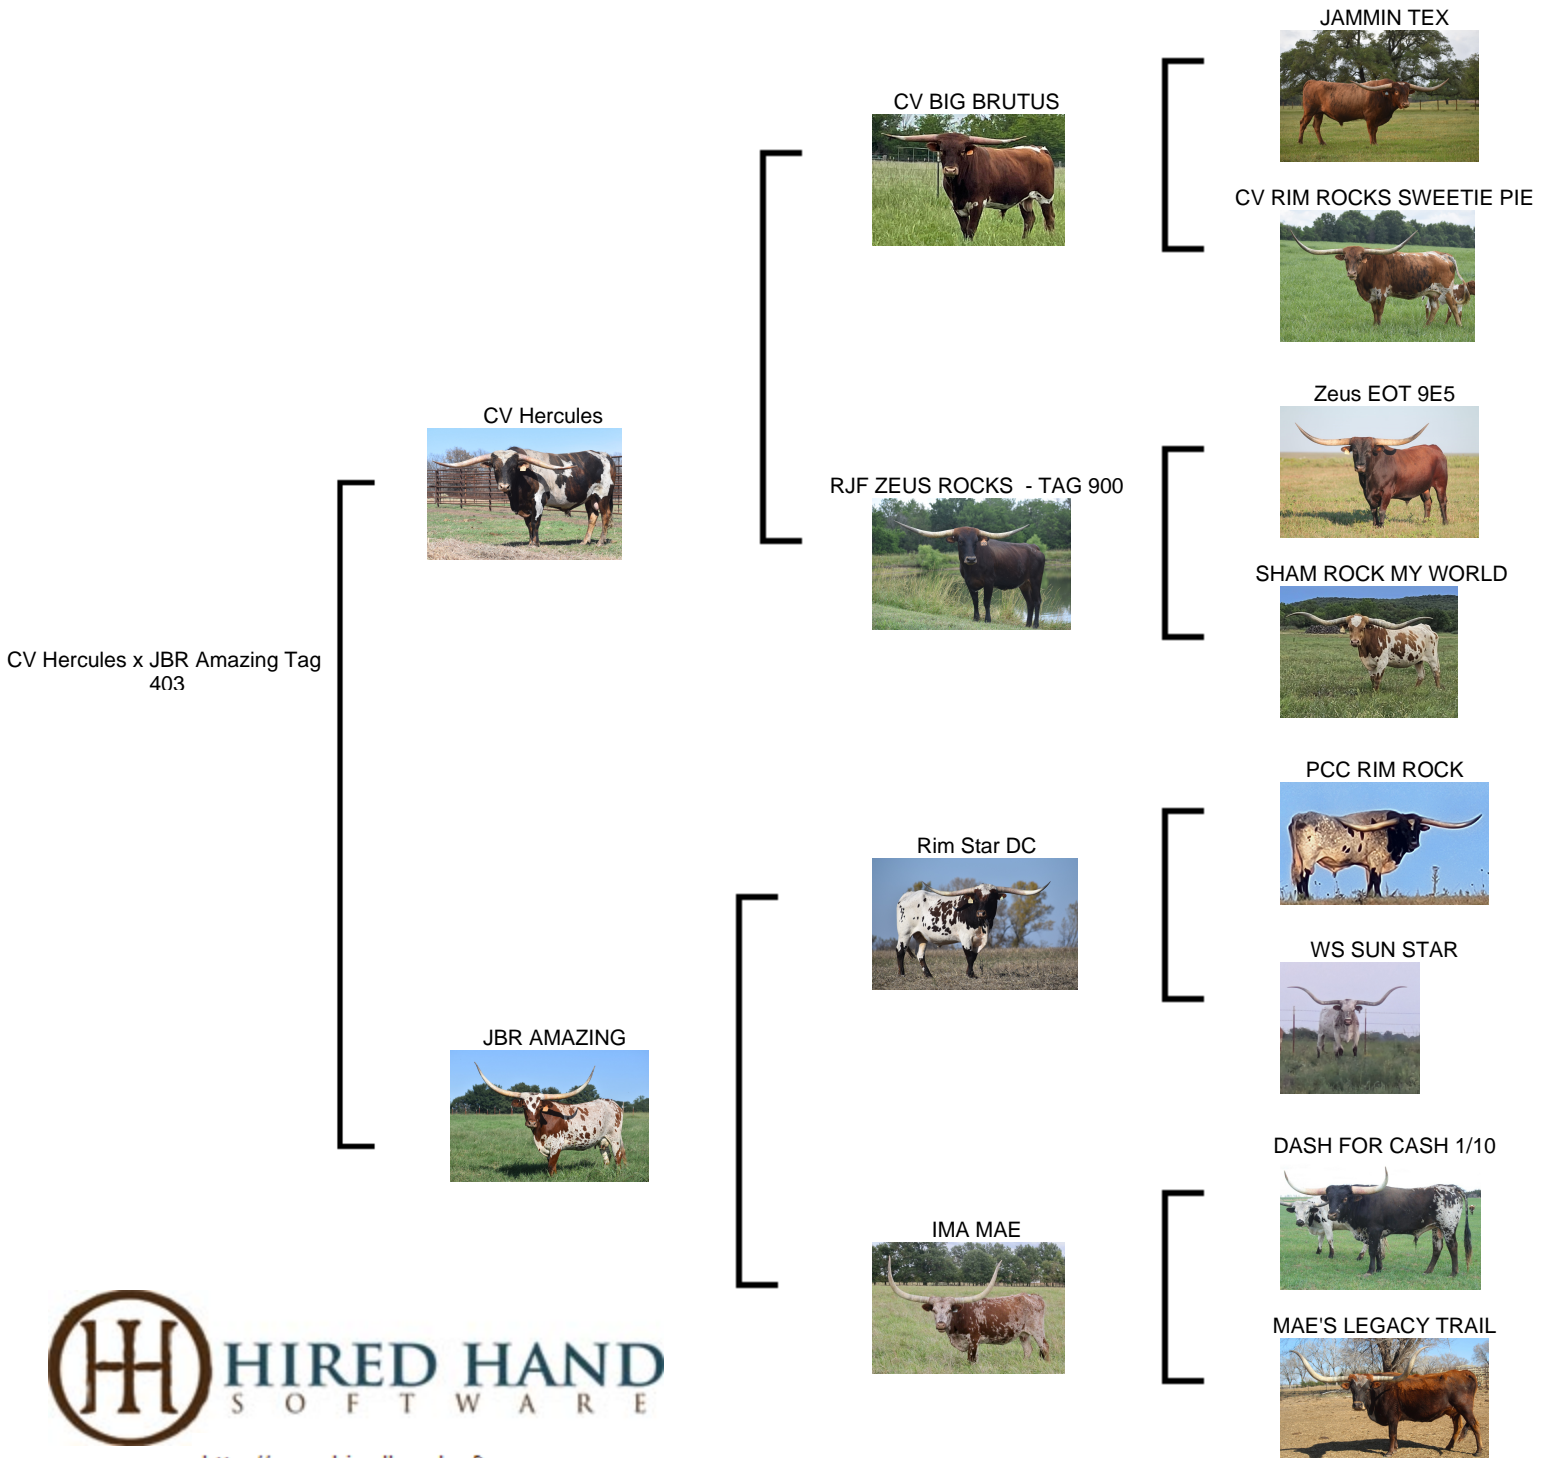 JAMMIN TEX
CV BIG BRUTUS
CV RIM ROCKS SWEETIE PIE
Zeus EOT 9E5
CV Hercules
RJF ZEUS ROCKS - TAG 900
SHAM ROCK MY WORLD
CV Hercules x JBR Amazing Tag
403
PCC RIM ROCK
Rim Star DC
WS SUN STAR
JBR AMAZING
DASH FOR CASH 1/10
IMA MAE
MAE'S LEGACY TRAIL
HIRED HAND
SOFTWARE